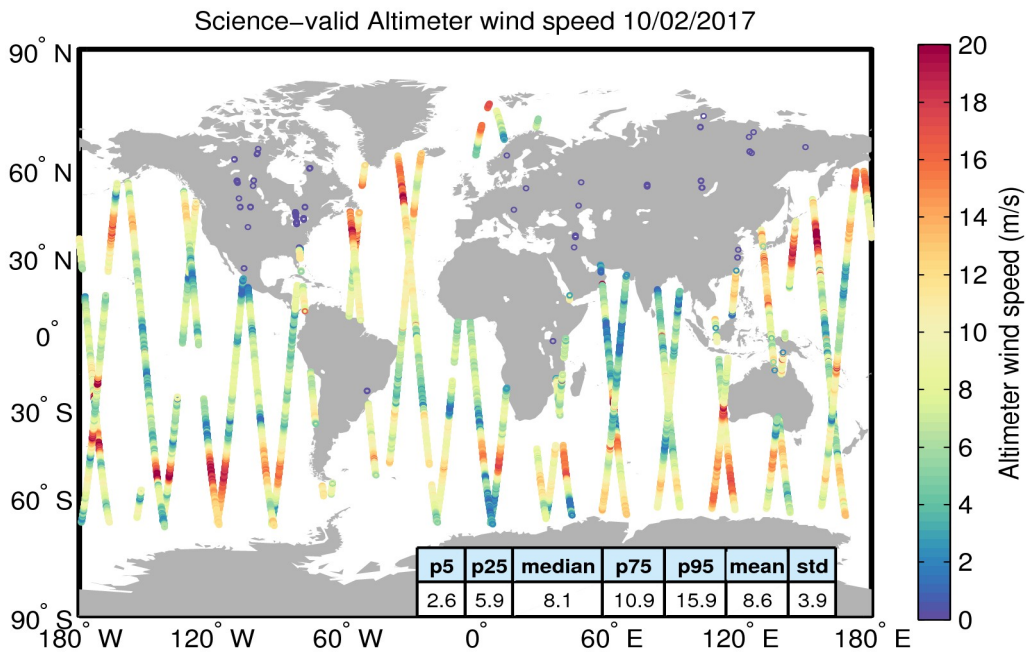 Science−valid Altimeter wind speed 10/02/2017
90° N
60° N
30° N
0°
30° S
60° S
90° S
180° W
120° W
60° W
0°
60° E
120° E
180° E
p5 p25 median p75 p95 mean std
2.6 5.9 8.1 10.9 15.9 8.6 3.9
20
18
16
14
12
10
8
6
4
2
0
Altimeter wind speed (m/s)